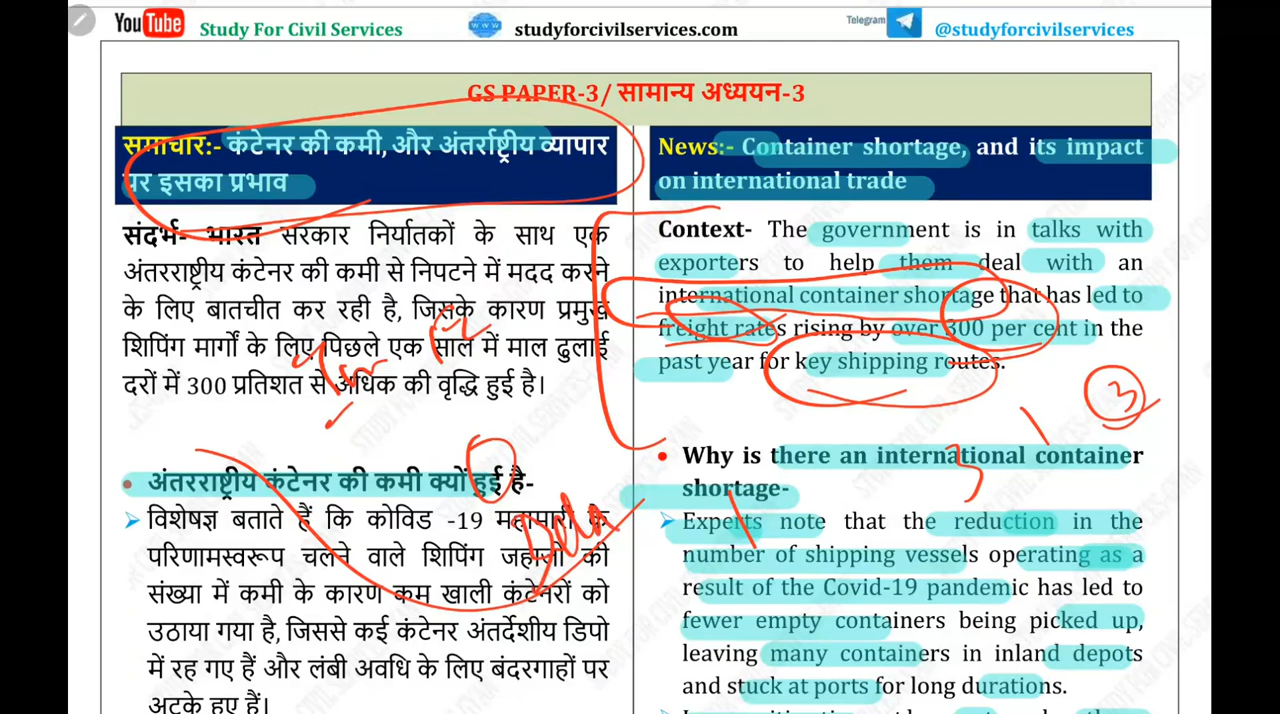 YouTube Study For Civil Services
www studyforcivilservices.com
Telegram @studyforcivilservices
GS PAPER-3/ सामान्य अध्ययन-3
समाचार:- कंटेनर की कमी, और अंतर्राष्ट्रीय व्यापार
पर इसका प्रभाव
संदर्भ- भारत सरकार निर्यातकों के साथ एक
अंतरराष्ट्रीय कंटेनर की कमी से निपटने में मदद करने
के लिए बातचीत कर रही है, जिसके कारण प्रमुख
शिपिंग मार्गों के लिए पिछले एक साल में माल ढुलाई
दरों में 300 प्रतिशत से अधिक की वृद्धि हुई है।
अंतरराष्ट्रीय कंटेनर की कमी क्यों हुई है-
विशेषज्ञ बताते हैं कि कोविड -19 महामारी के
परिणामस्वरूप चलने वाले शिपिंग जहाजों की
संख्या में कमी के कारण कम खाली कंटेनरों को
उठाया गया है, जिससे कई कंटेनर अंतर्देशीय डिपो
में रह गए हैं और लंबी अवधि के लिए बंदरगाहों पर
अटके हुए हैं।
News:- Container shortage, and its impact
on international trade
Context- The government is in talks with
exporters to help them deal with an
international container shortage that has led to
freight rates rising by over 300 per cent in the
past year for key shipping routes.
3
Why is there an international container
shortage-
3
Experts note that the reduction in the
number of shipping vessels operating as a
result of the Covid-19 pandemic has led to
fewer empty containers being picked up,
leaving many containers in inland depots
and stuck at ports for long durations.